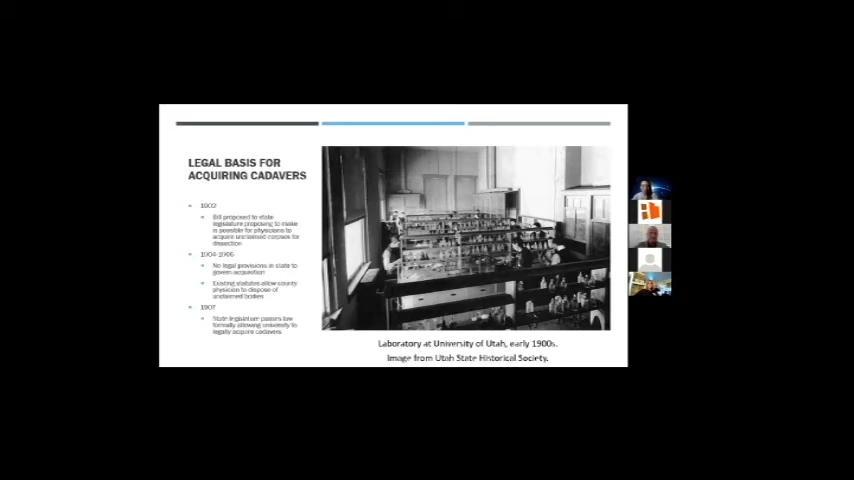 LEGAL BASIS FOR
ACQUIRING CADAVERS
1902
Bill proposed to state
legislature proposing to make
is possible for physicians to
acquire unclaimed corpses for
dissection
1904-1906
No legal provisions in state to
govern acquisition
Existing statutes allow county
physician to dispose of
unclaimed bodies
1907
State legislature passes law
formally allowing university to
legally acquire cadavers
Laboratory at University of Utah, early 1900s.
Image from Utah State Historical Society.